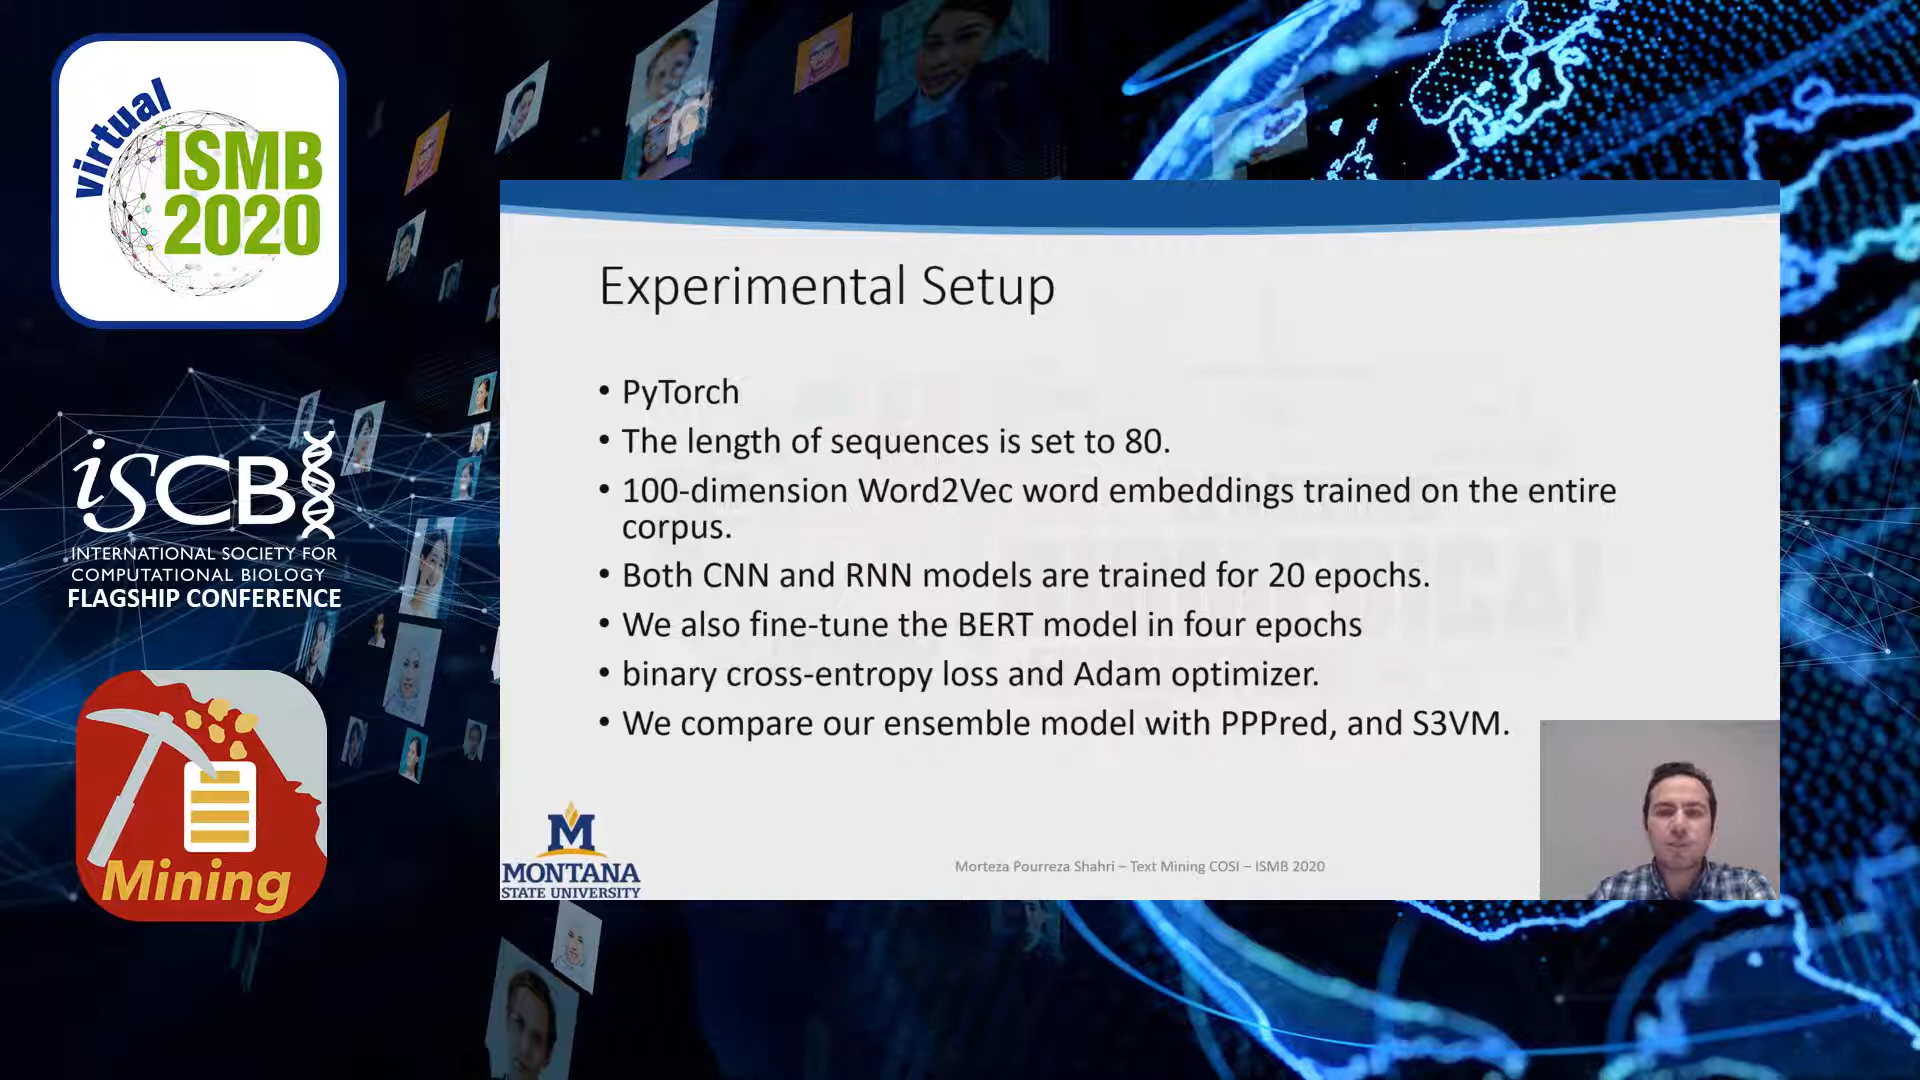 virtual
ISMB
2020
iSCB
INTERNATIONAL SOCIETY FOR
COMPUTATIONAL BIOLOGY
FLAGSHIP CONFERENCE
Mining
Experimental Setup
• PyTorch
• The length of sequences is set to 80.
• 100-dimension Word2Vec word embeddings trained on the entire
corpus.
• Both CNN and RNN models are trained for 20 epochs.
• We also fine-tune the BERT model in four epochs
• binary cross-entropy loss and Adam optimizer.
• We compare our ensemble model with PPPred, and S3VM.
M
MONTANA
STATE UNIVERSITY
Morteza Pourreza Shahri – Text Mining COSI – ISMB 2020